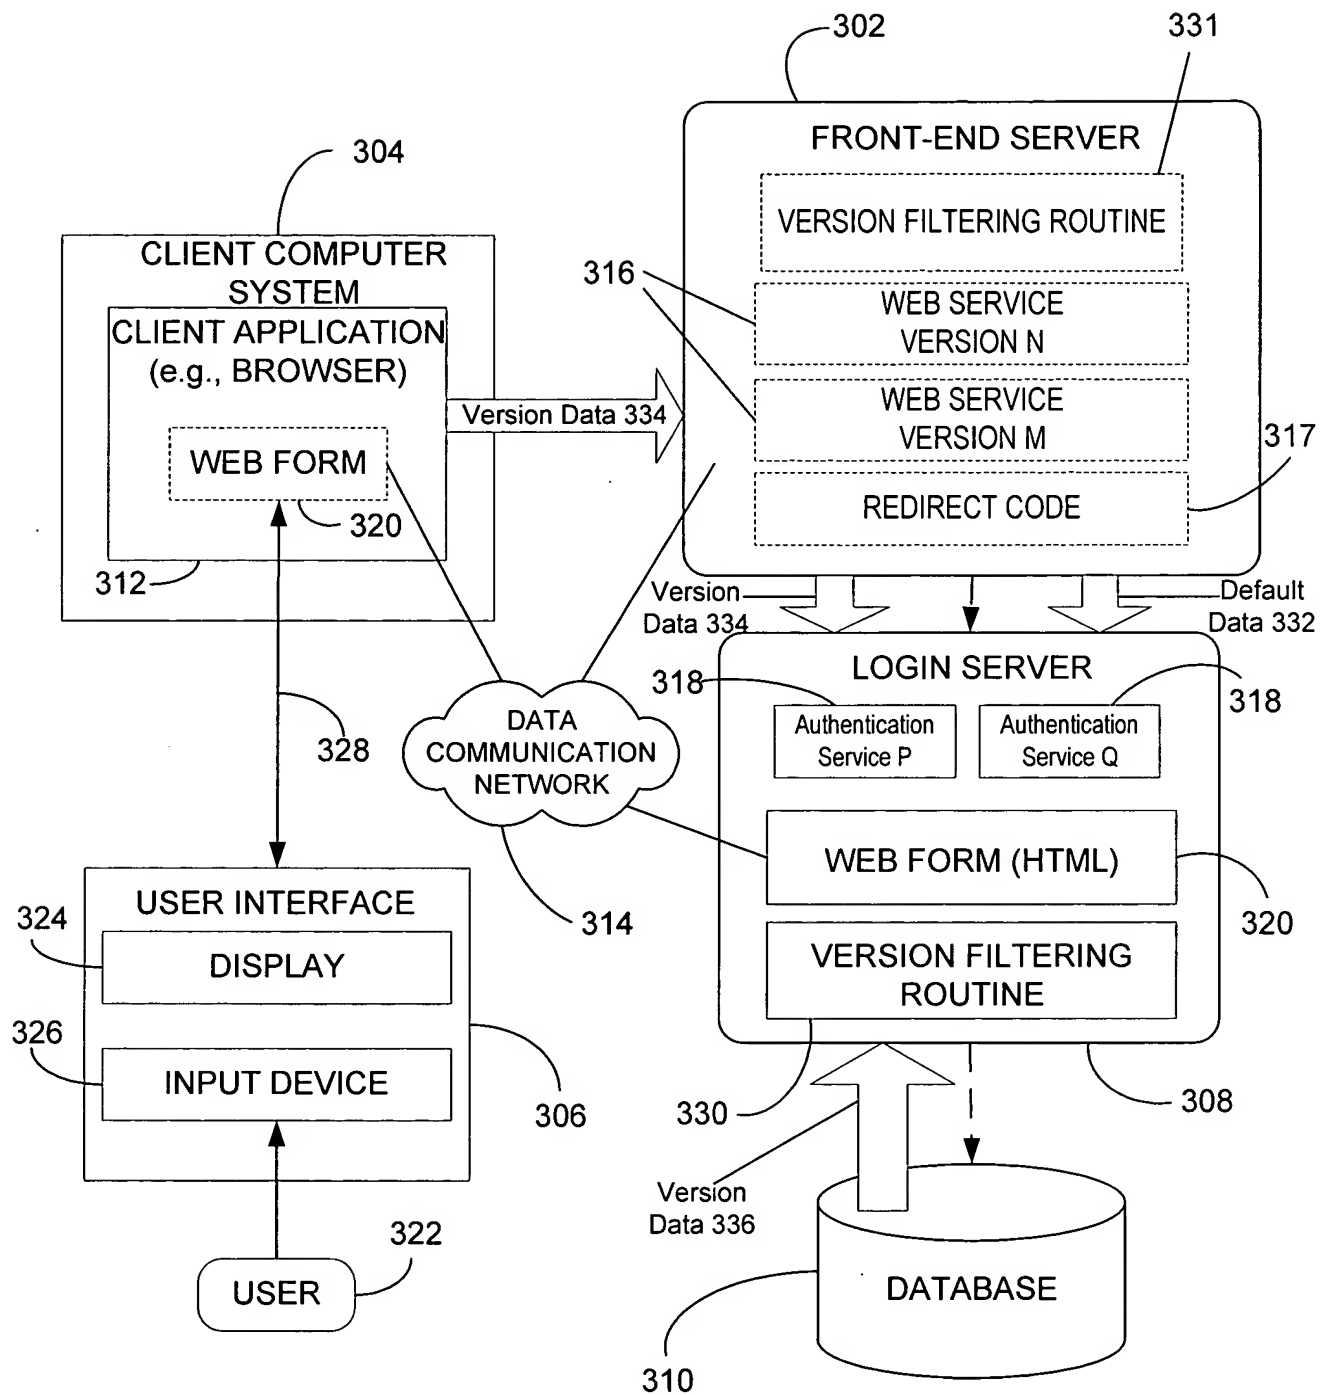 302
331
FRONT-END SERVER
304
VERSION FILTERING ROUTINE
CLIENT COMPUTER
SYSTEM
316
WEB SERVICE
VERSION N
CLIENT APPLICATION
(e.g., BROWSER)
Version Data 334
WEB SERVICE
VERSION M
317
WEB FORM
REDIRECT CODE
320
312
Version
Data 334
Default
Data 332
LOGIN SERVER
318
318
Authentication
Service P
Authentication
Service Q
DATA
COMMUNICATION
NETWORK
328
WEB FORM (HTML)
USER INTERFACE
324
314
320
DISPLAY
VERSION FILTERING
ROUTINE
326
INPUT DEVICE
306
330
308
Version
Data 336
322
USER
DATABASE
310